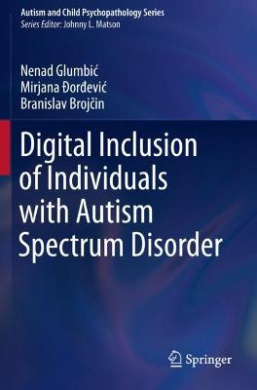 Autism and Child Psychopathology Series
Series Editor: Johnny L. Matson
Nenad Glumbić
Mirjana Đorđević
Branislav Brojčin
Digital Inclusion
of Individuals
with Autism
Spectrum Disorder
Springer